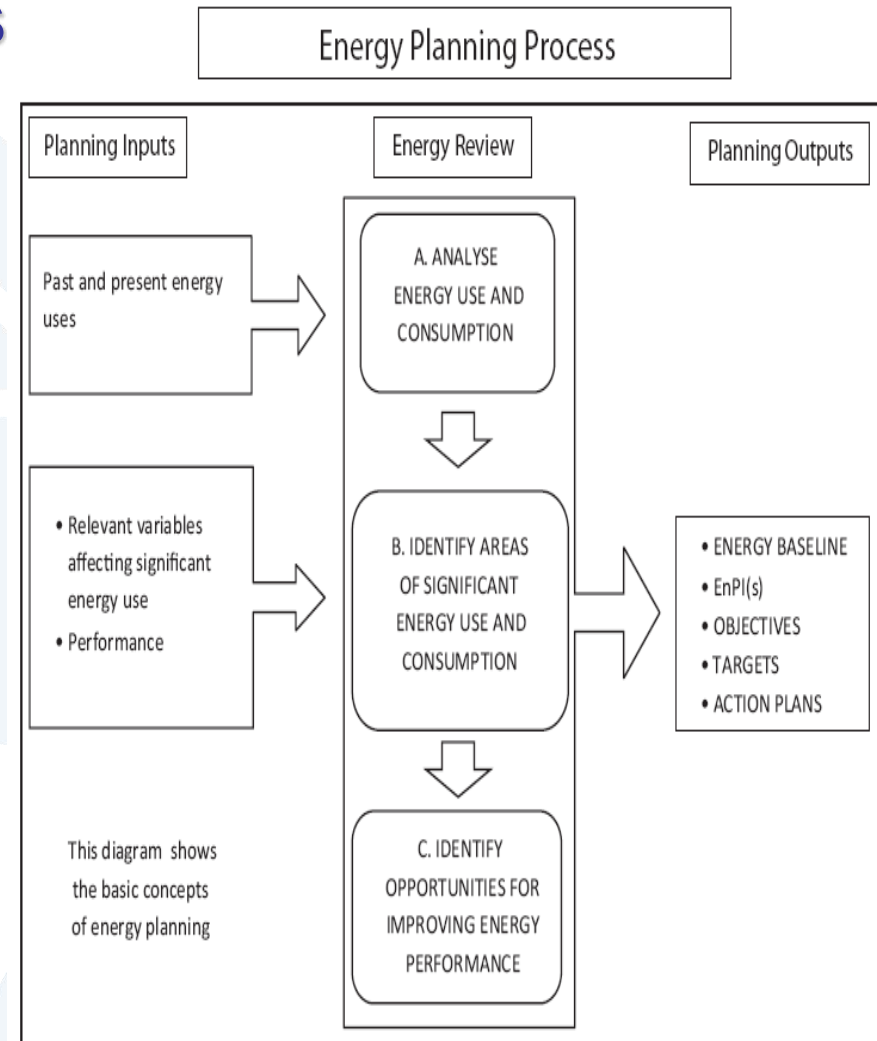 s
Energy Planning Process
Planning Inputs
Energy Review
Planning Outputs
Past and present energy
uses
A. ANALYSE
ENERGY USE AND
CONSUMPTION
• Relevant variables
affecting significant
energy use
• Performance
B. IDENTIFY AREAS
OF SIGNIFICANT
ENERGY USE AND
CONSUMPTION
• ENERGY BASELINE
• EnPI(s)
• OBJECTIVES
• TARGETS
• ACTION PLANS
This diagram shows
the basic concepts
of energy planning
C. IDENTIFY
OPPORTUNITIES FOR
IMPROVING ENERGY
PERFORMANCE